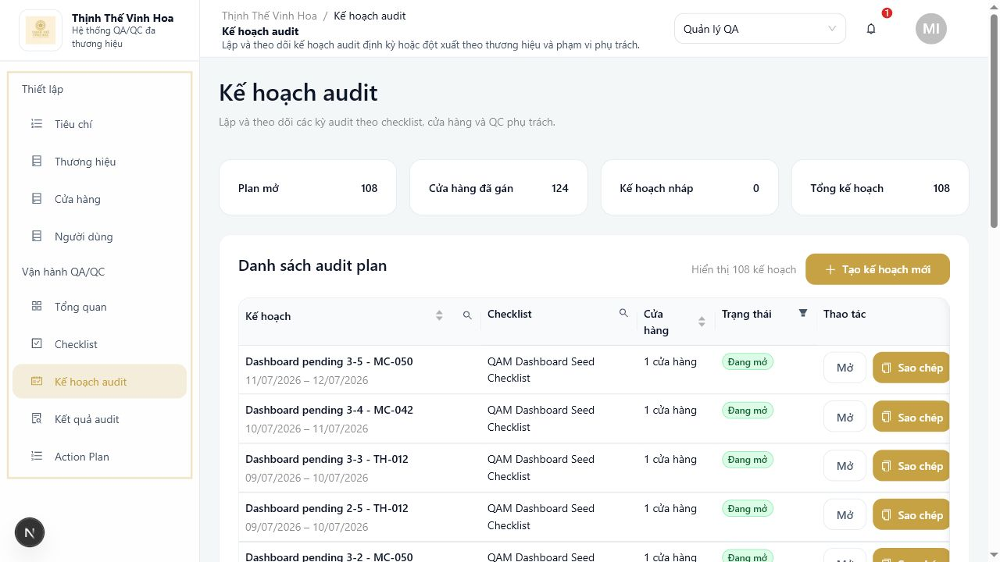 Thịnh Thế Vinh Hoa
Hệ thống QA/QC đa
thương hiệu
Thiết lập
Tiêu chí
Thương hiệu
Cửa hàng
Người dùng
Vận hành QA/QC
Tổng quan
Checklist
Kế hoạch audit
Kết quả audit
Action Plan
N
Thịnh Thế Vinh Hoa / Kế hoạch audit
Kế hoạch audit
Lập và theo dõi kế hoạch audit định kỳ hoặc đột xuất theo thương hiệu và phạm vi phụ trách.
Quản lý QA
1
MI
Kế hoạch audit
Lập và theo dõi các kỳ audit theo checklist, cửa hàng và QC phụ trách.
Plan mở 108
Cửa hàng đã gán 124
Kế hoạch nháp 0
Tổng kế hoạch 108
Danh sách audit plan
Hiển thị 108 kế hoạch
Tạo kế hoạch mới
Kế hoạch Checklist Cửa hàng Trạng thái Thao tác
Dashboard pending 3-5 - MC-050 QAM Dashboard Seed 1 cửa hàng Đang mở Mở Sao chép
11/07/2026 – 12/07/2026 Checklist
Dashboard pending 3-4 - MC-042 QAM Dashboard Seed 1 cửa hàng Đang mở Mở Sao chép
10/07/2026 – 11/07/2026 Checklist
Dashboard pending 3-3 - TH-012 QAM Dashboard Seed 1 cửa hàng Đang mở Mở Sao chép
09/07/2026 – 10/07/2026 Checklist
Dashboard pending 2-5 - TH-012 QAM Dashboard Seed 1 cửa hàng Đang mở Mở Sao chép
09/07/2026 – 10/07/2026 Checklist
Dashboard pending 3-2 - MC-050 QAM Dashboard Seed 1 cửa hàng Đang mở